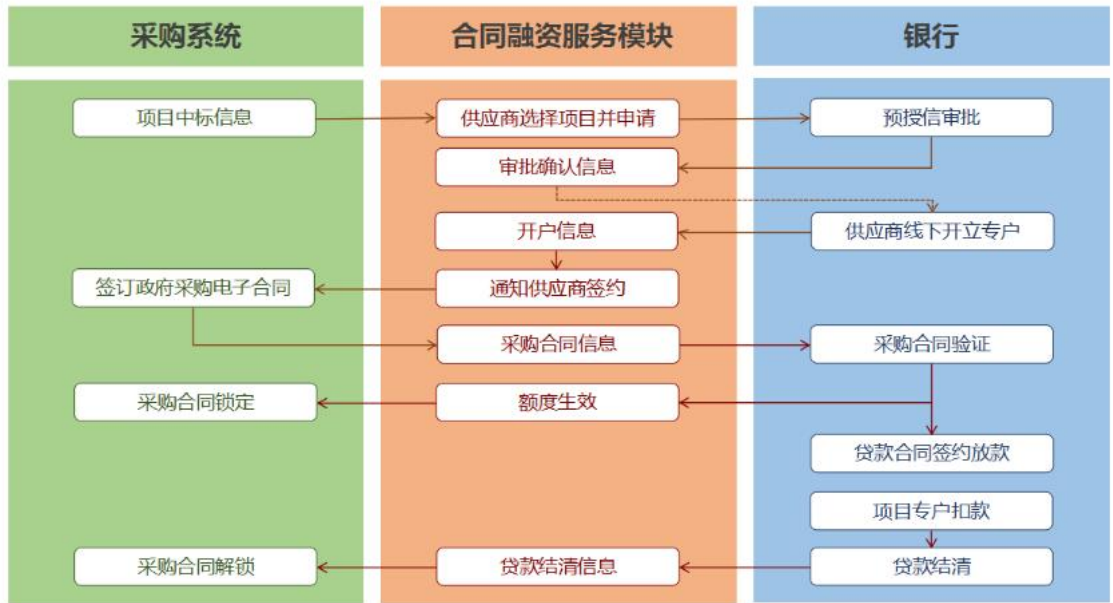 采购系统
合同融资服务模块
银行
项目中标信息
供应商选择项目并申请
预授信审批
审批确认信息
开户信息
供应商线下开立专户
签订政府采购电子合同
通知供应商签约
采购合同信息
采购合同验证
采购合同锁定
额度生效
贷款合同签约放款
项目专户扣款
采购合同解锁
贷款结清信息
贷款结清